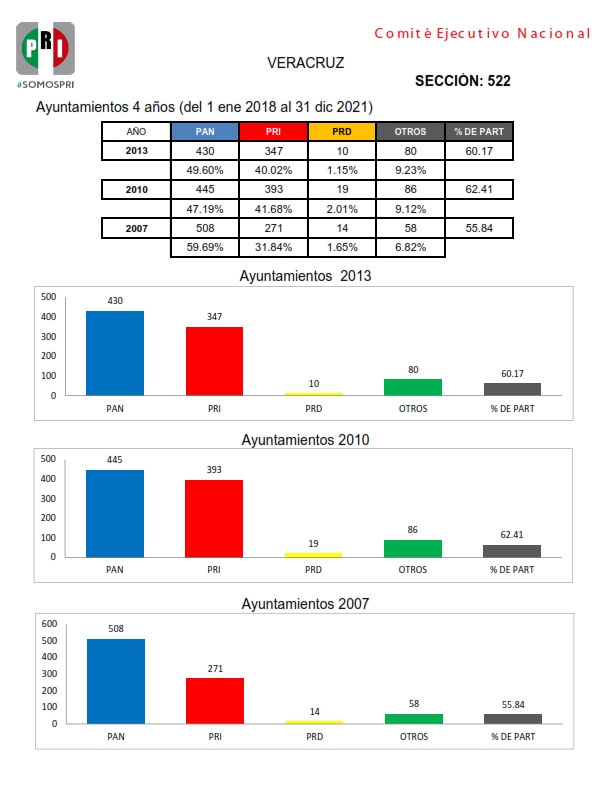 Comité Ejecutivo Nacional
PRI
#SOMOSPRI
VERACRUZ
SECCIÓN: 522
Ayuntamientos 4 años (del 1 ene 2018 al 31 dic 2021)
AÑO PAN PRI PRD OTROS % DE PART
2013 430 347 10 80 60.17
49.60% 40.02% 1.15% 9.23%
2010 445 393 19 86 62.41
47.19% 41.68% 2.01% 9.12%
2007 508 271 14 58 55.84
59.69% 31.84% 1.65% 6.82%
Ayuntamientos 2013
500
400
300
200
100
0
430
347
10
80
60.17
PAN PRI PRD OTROS % DE PART
Ayuntamientos 2010
500
400
300
200
100
0
445
393
19
86
62.41
PAN PRI PRD OTROS % DE PART
Ayuntamientos 2007
600
500
400
300
200
100
0
508
271
14
58
55.84
PAN PRI PRD OTROS % DE PART